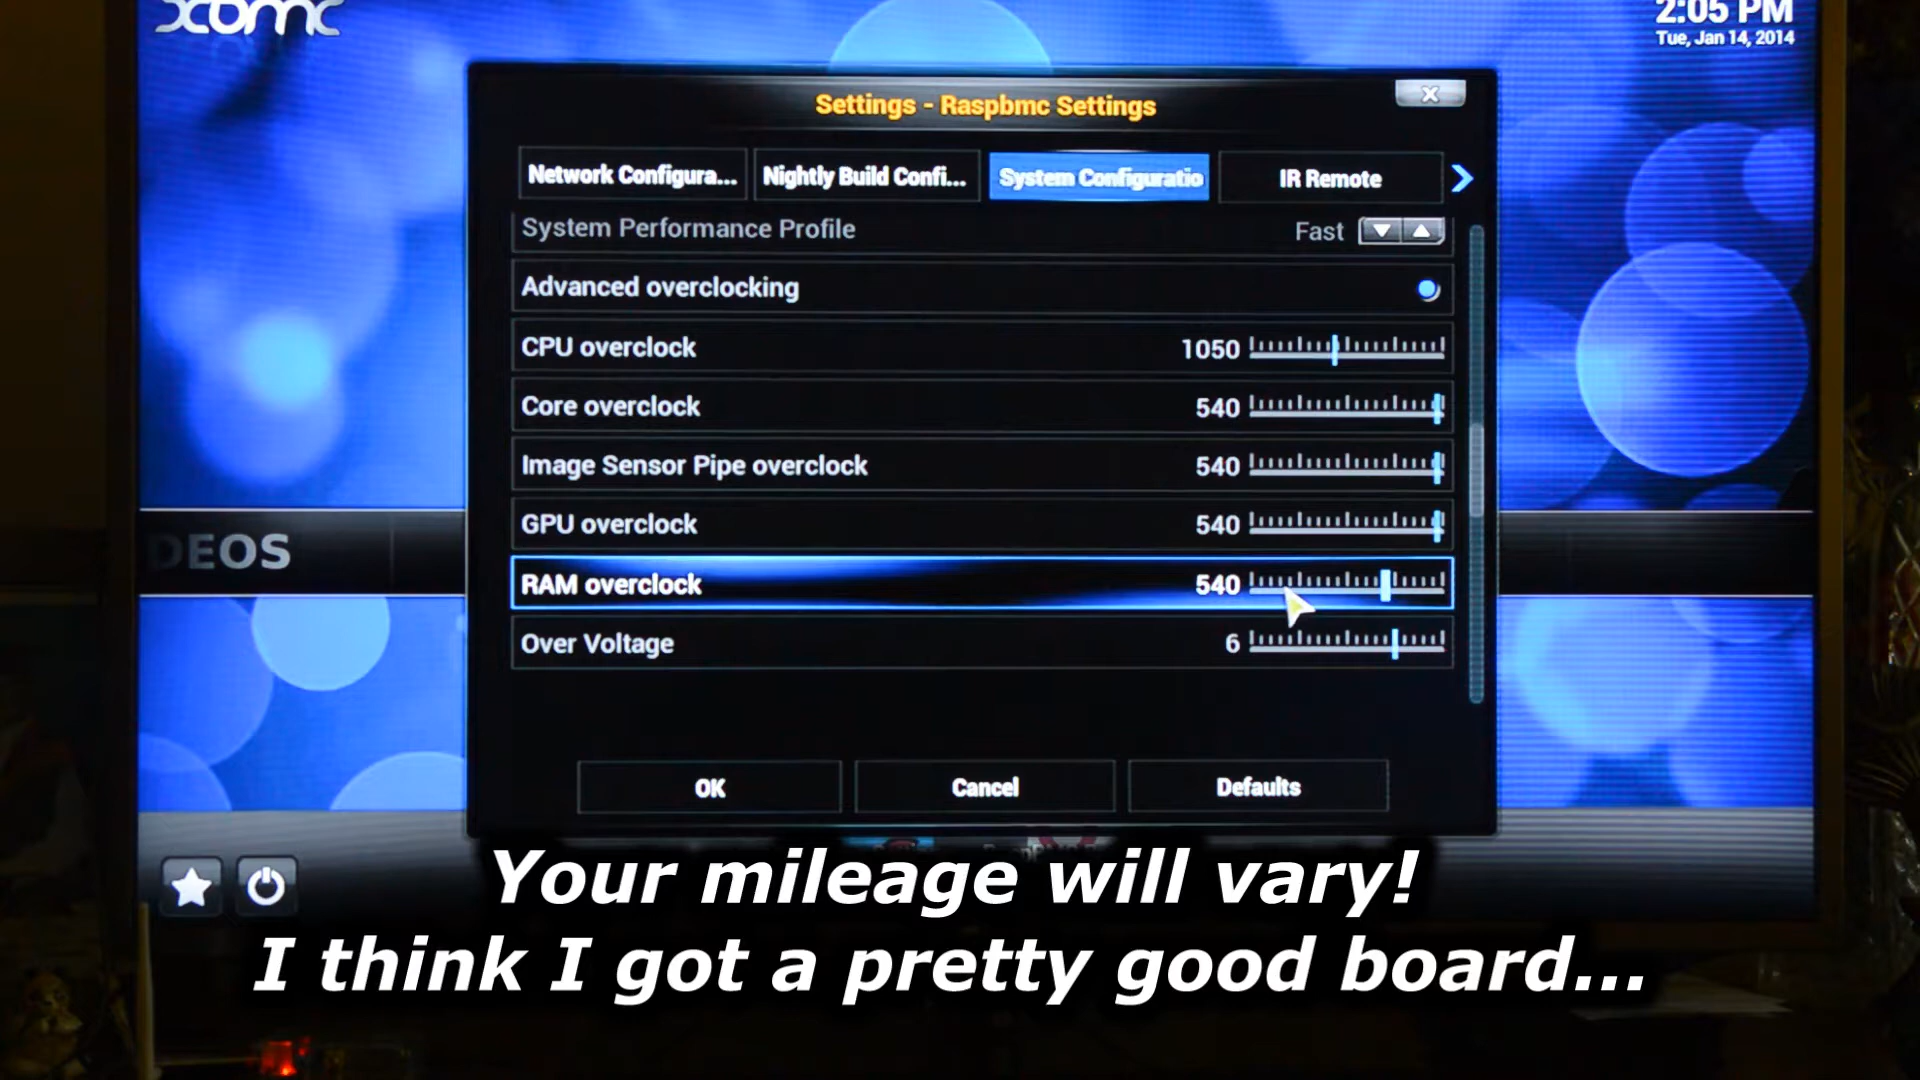 xbmc
2:05 PM
Tue, Jan 14, 2014
Settings - Raspbmc Settings
X
Network Configura... Nightly Build Confi... System Configuratio IR Remote
System Performance Profile Fast
Advanced overclocking
CPU overclock 1050
Core overclock 540
Image Sensor Pipe overclock 540
GPU overclock 540
DEOS
RAM overclock 540
Over Voltage 6
OK Cancel Defaults
Your mileage will vary!
I think I got a pretty good board...